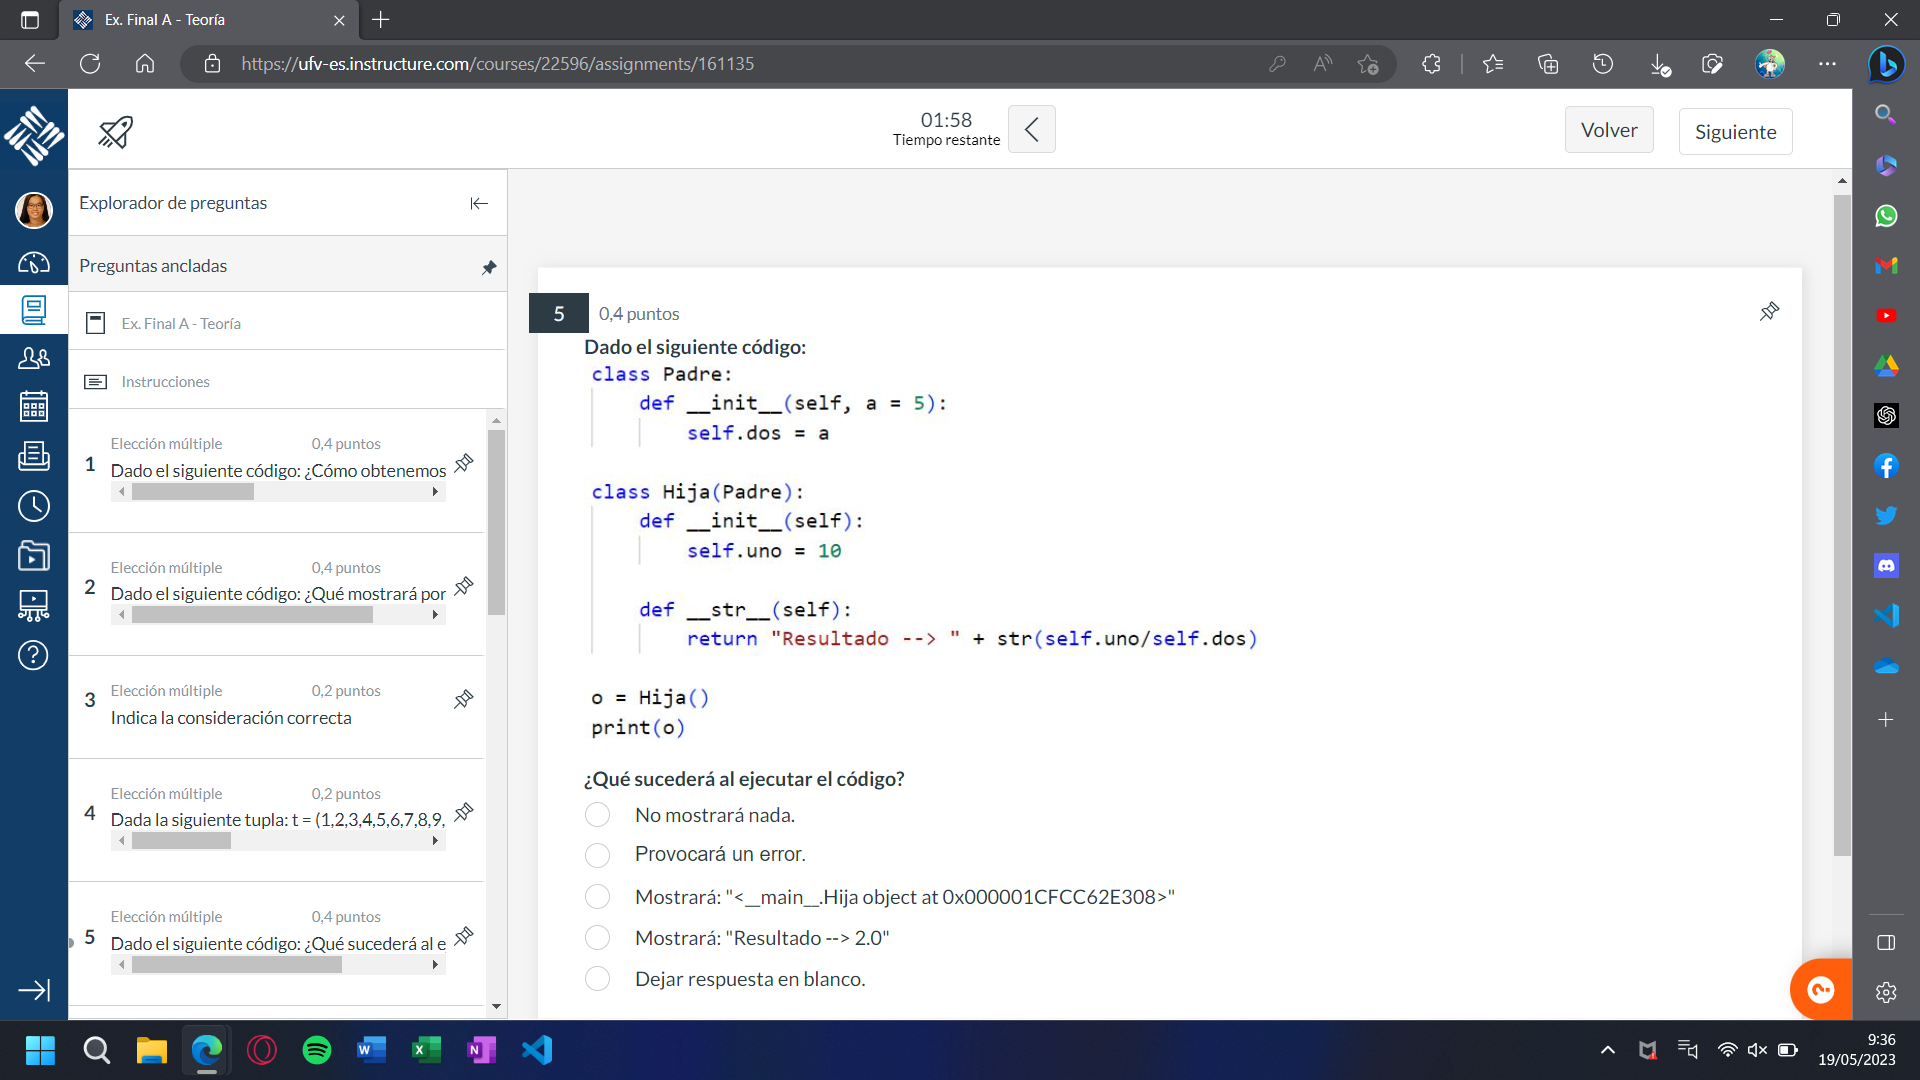 Ex. Final A - Teoría
https://ufv-es.instructure.com/courses/22596/assignments/161135
01:58
Tiempo restante
Volver
Siguiente
Explorador de preguntas
Preguntas ancladas
Ex. Final A - Teoría
Instrucciones
1
Elección múltiple
0,4 puntos
Dado el siguiente código: ¿Cómo obtenemos
2
Elección múltiple
0,4 puntos
Dado el siguiente código: ¿Qué mostrará por
3
Elección múltiple
0,2 puntos
Indica la consideración correcta
4
Elección múltiple
0,2 puntos
Dada la siguiente tupla: t = (1,2,3,4,5,6,7,8,9,
5
Elección múltiple
0,4 puntos
Dado el siguiente código: ¿Qué sucederá al e
5
0,4 puntos
Dado el siguiente código:
class Padre:
def __init__(self, a = 5):
self.dos = a
class Hija(Padre):
def __init__(self):
self.uno = 10
def __str__(self):
return "Resultado --> " + str(self.uno/self.dos)
o = Hija()
print(o)
¿Qué sucederá al ejecutar el código?
No mostrará nada.
Provocará un error.
Mostrará: "<__main__.Hija object at 0x000001CFCC62E308>"
Mostrará: "Resultado --> 2.0"
Dejar respuesta en blanco.
9:36
19/05/2023